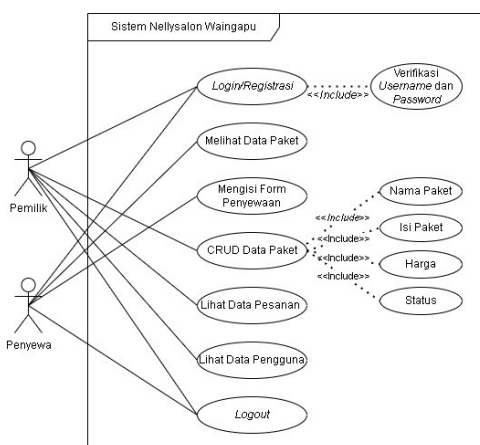 Sistem Nellysalon Waingapu
Login/Registrasi
<<Include>>
Verifikasi
Username dan
Password
Melihat Data Paket
Pemilik
Mengisi Form
Penyewaan
Nama Paket
<<Include>>
Isi Paket
<<Include>>
CRUD Data Paket
<<Include>>
Harga
<<Include>>
Status
Lihat Data Pesanan
Penyewa
Lihat Data Pengguna
Logout